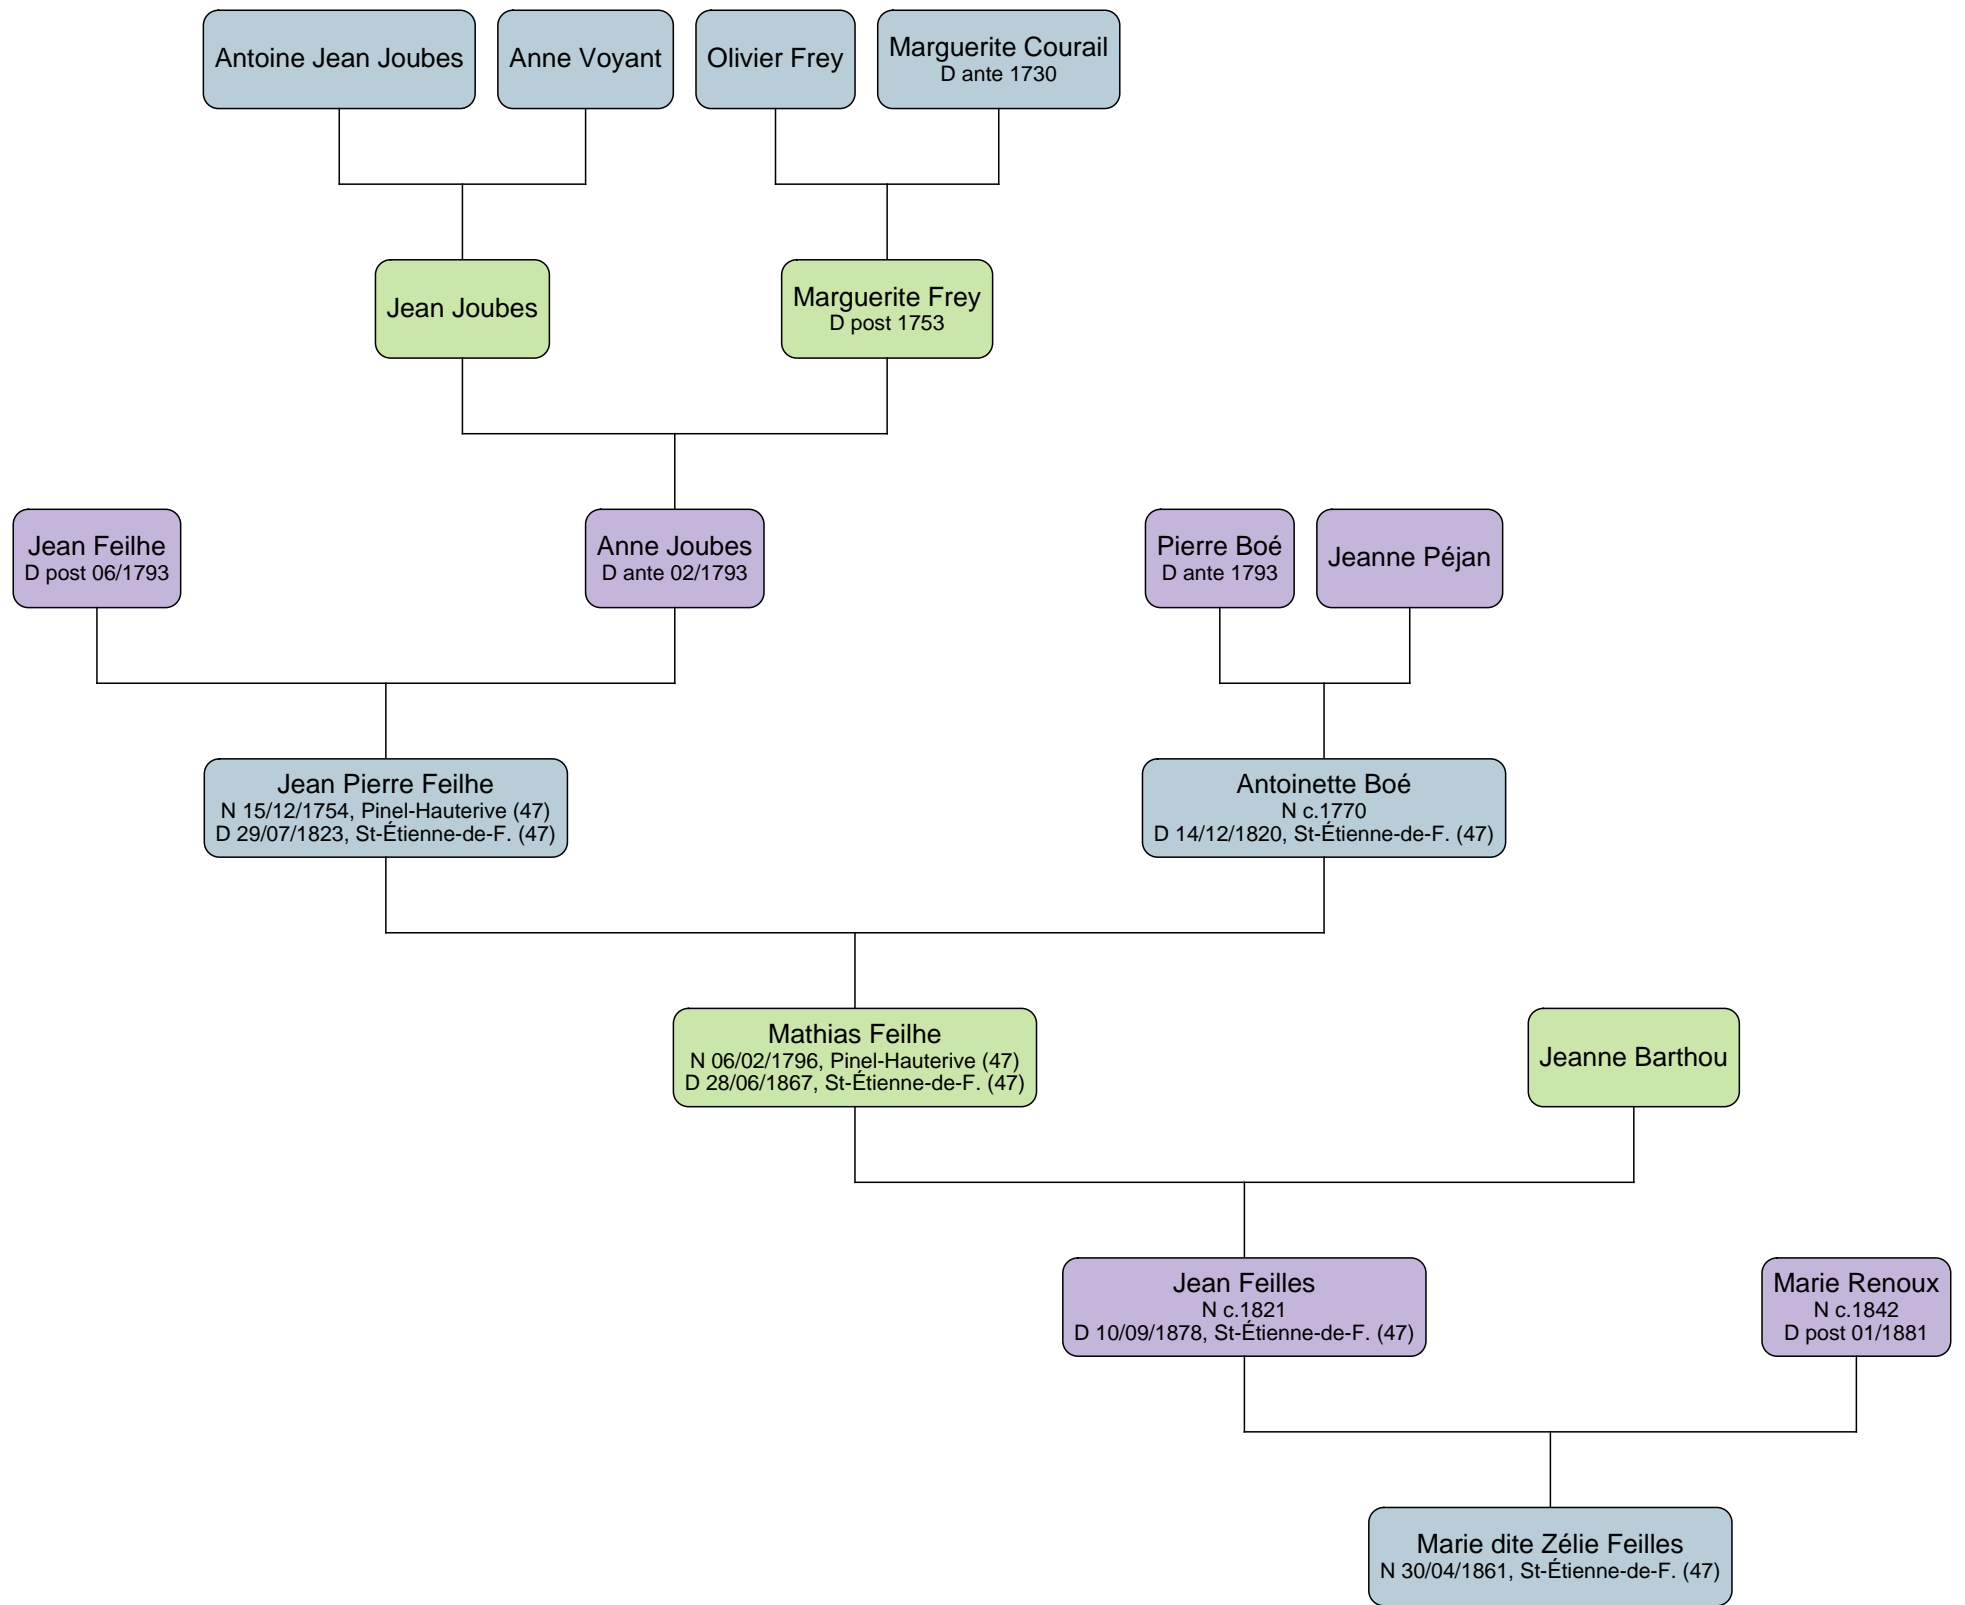 Antoine Jean Joubes
Anne Voyant
Olivier Frey
Marguerite Courail
D ante 1730
Jean Joubes
Marguerite Frey
D post 1753
Jean Feilhe
D post 06/1793
Anne Joubes
D ante 02/1793
Pierre Boé
D ante 1793
Jeanne Péjan
Jean Pierre Feilhe
N 15/12/1754, Pinel-Hauterive (47)
D 29/07/1823, St-Étienne-de-F. (47)
Antoinette Boé
N c.1770
D 14/12/1820, St-Étienne-de-F. (47)
Mathias Feilhe
N 06/02/1796, Pinel-Hauterive (47)
D 28/06/1867, St-Étienne-de-F. (47)
Jeanne Barthou
Jean Feilles
N c.1821
D 10/09/1878, St-Étienne-de-F. (47)
Marie Renoux
N c.1842
D post 01/1881
Marie dite Zélie Feilles
N 30/04/1861, St-Étienne-de-F. (47)